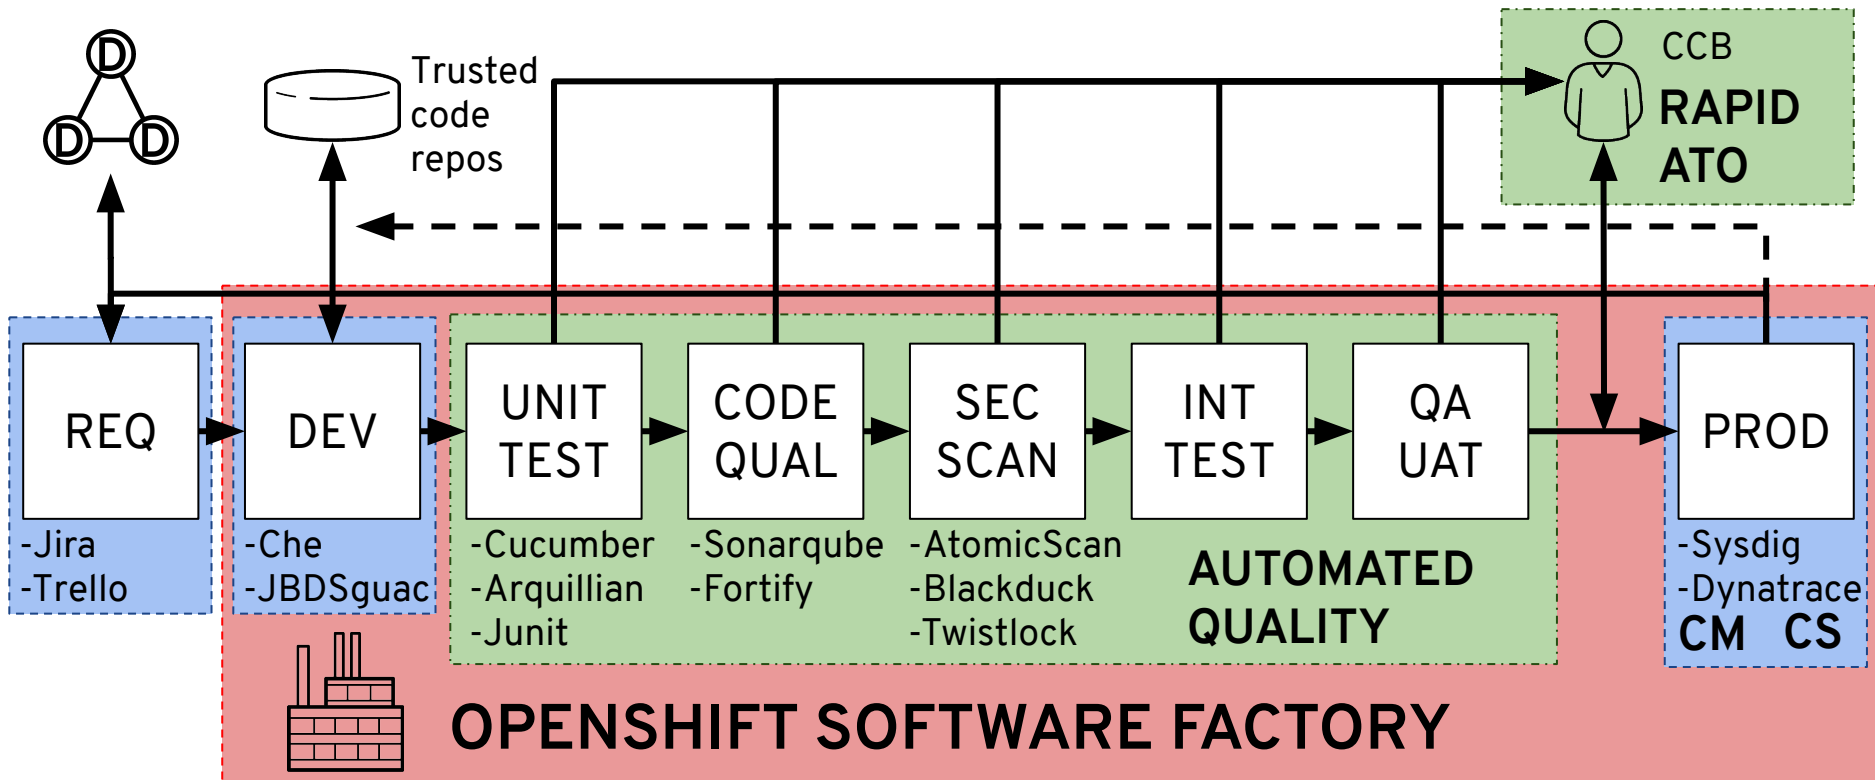 D
D
D
Trusted
code
repos
CCB
RAPID
ATO
REQ
-Jira
-Trello
DEV
-Che
-JBDSguac
UNIT
TEST
-Cucumber
-Arquillian
-Junit
CODE
QUAL
-Sonarqube
-Fortify
SEC
SCAN
-AtomicScan
-Blackduck
-Twistlock
INT
TEST
QA
UAT
AUTOMATED
QUALITY
PROD
-Sysdig
-Dynatrace
CM CS
OPENSHIFT SOFTWARE FACTORY